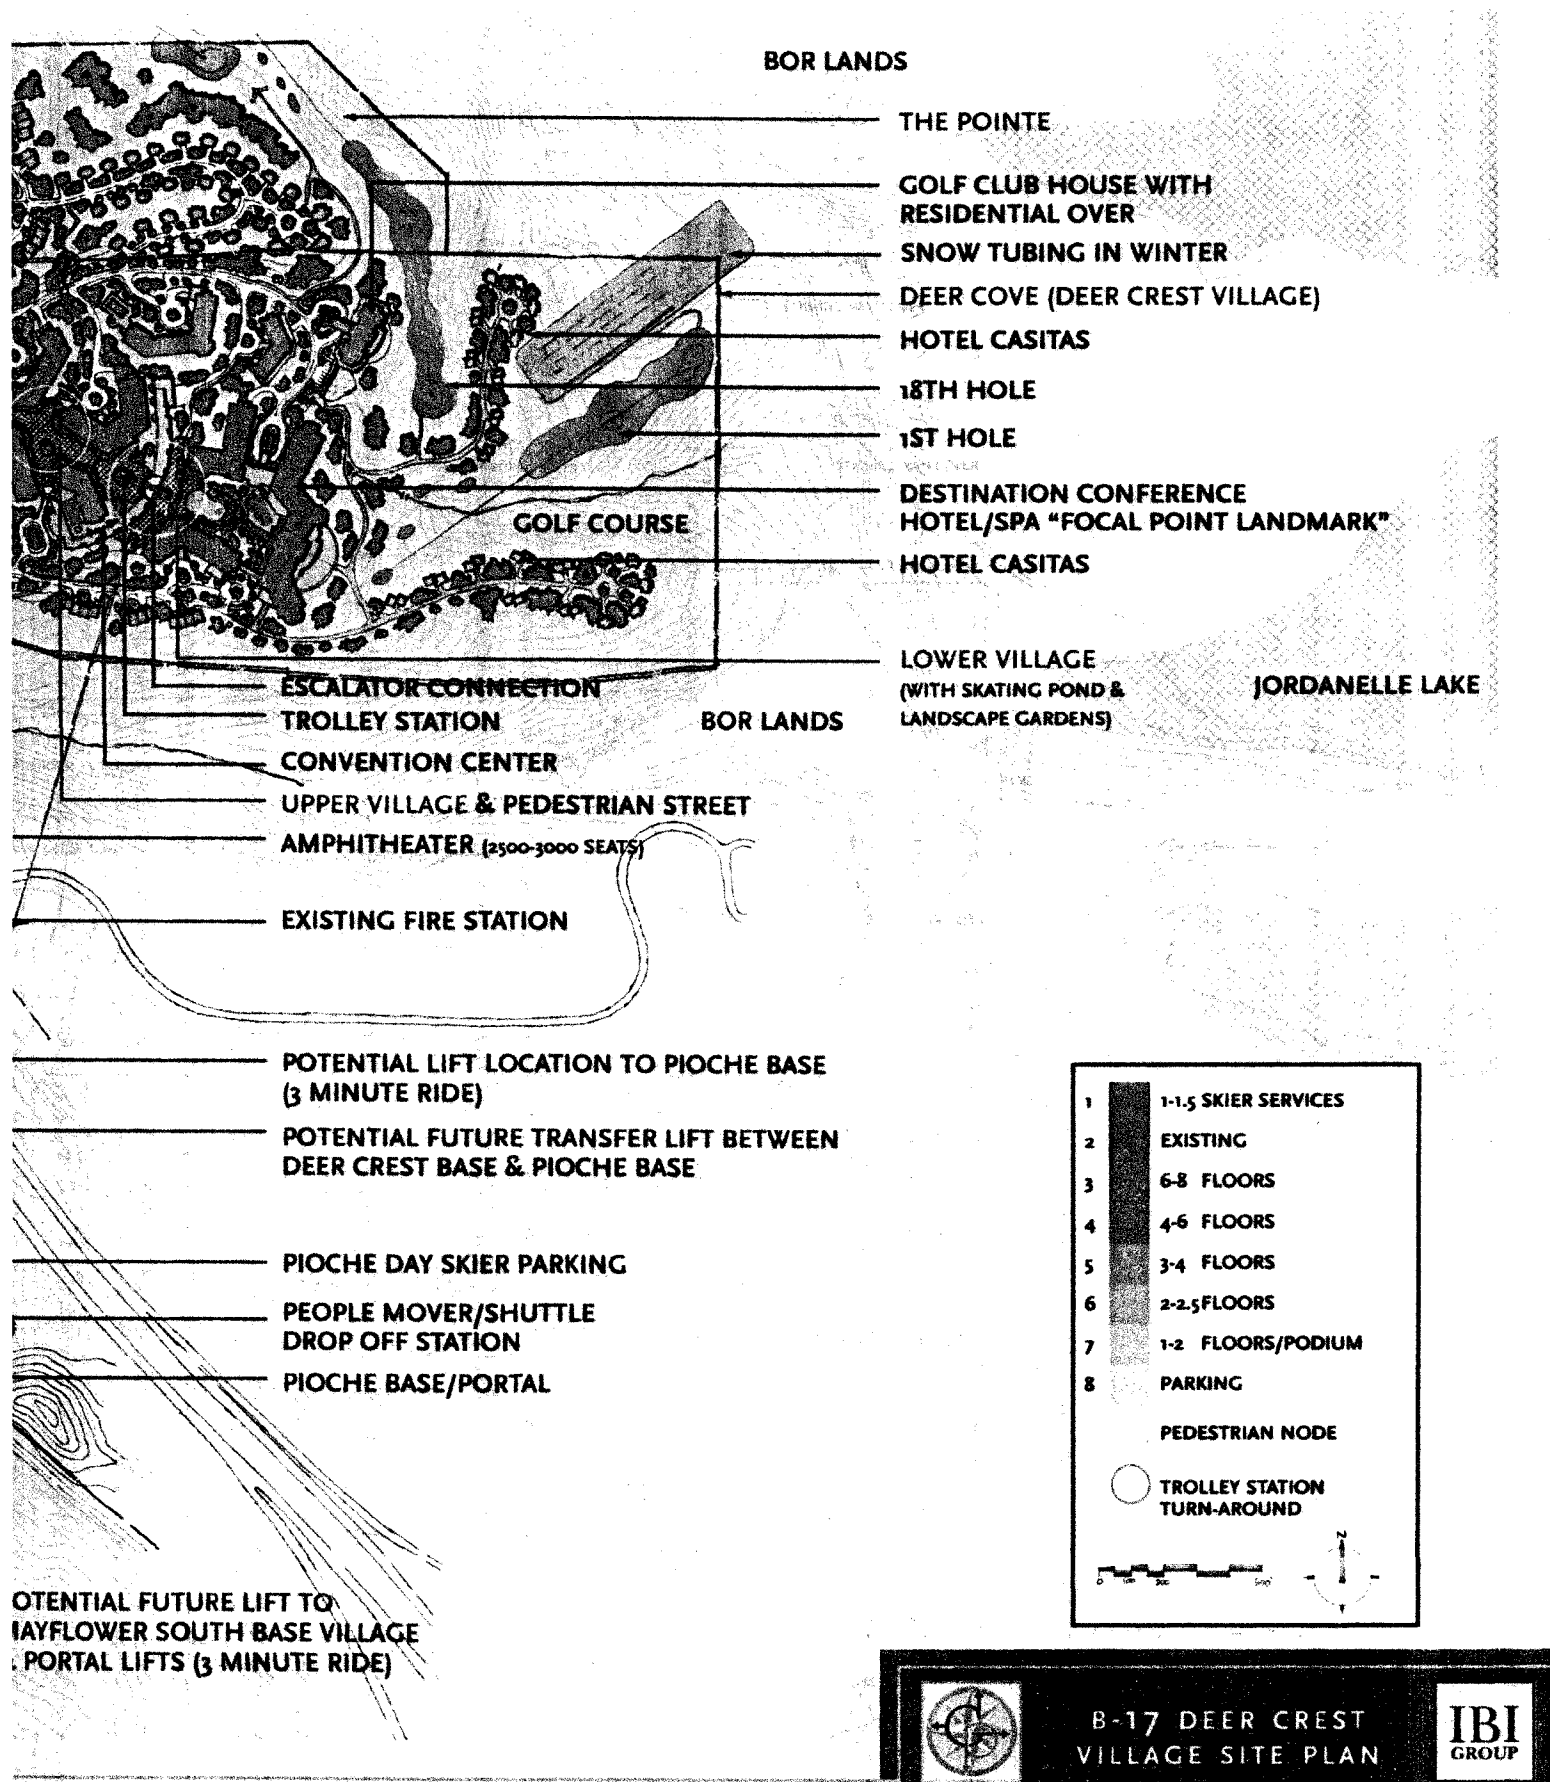 BOR LANDS
THE POINTE
GOLF CLUB HOUSE WITH
RESIDENTIAL OVER
SNOW TUBING IN WINTER
DEER COVE (DEER CREST VILLAGE)
HOTEL CASITAS
18TH HOLE
1ST HOLE
DESTINATION CONFERENCE
HOTEL/SPA "FOCAL POINT LANDMARK"
GOLF COURSE
HOTEL CASITAS
LOWER VILLAGE
(WITH SKATING POND &
LANDSCAPE GARDENS)
JORDANELLE LAKE
ESCALATOR CONNECTION
TROLLEY STATION
BOR LANDS
CONVENTION CENTER
UPPER VILLAGE & PEDESTRIAN STREET
AMPHITHEATER (2500-3000 SEATS)
EXISTING FIRE STATION
POTENTIAL LIFT LOCATION TO PIOCHE BASE
(3 MINUTE RIDE)
POTENTIAL FUTURE TRANSFER LIFT BETWEEN
DEER CREST BASE & PIOCHE BASE
PIOCHE DAY SKIER PARKING
PEOPLE MOVER/SHUTTLE
DROP OFF STATION
PIOCHE BASE/PORTAL
OTENTIAL FUTURE LIFT TO
AYFLOWER SOUTH BASE VILLAGE
PORTAL LIFTS (3 MINUTE RIDE)
1 1-1.5 SKIER SERVICES
2 EXISTING
3 6-8 FLOORS
4 4-6 FLOORS
5 3-4 FLOORS
6 2-2.5 FLOORS
7 1-2 FLOORS/PODIUM
8 PARKING
PEDESTRIAN NODE
TROLLEY STATION
TURN-AROUND
N
0
B-17 DEER CREST
VILLAGE SITE PLAN
IBI
GROUP